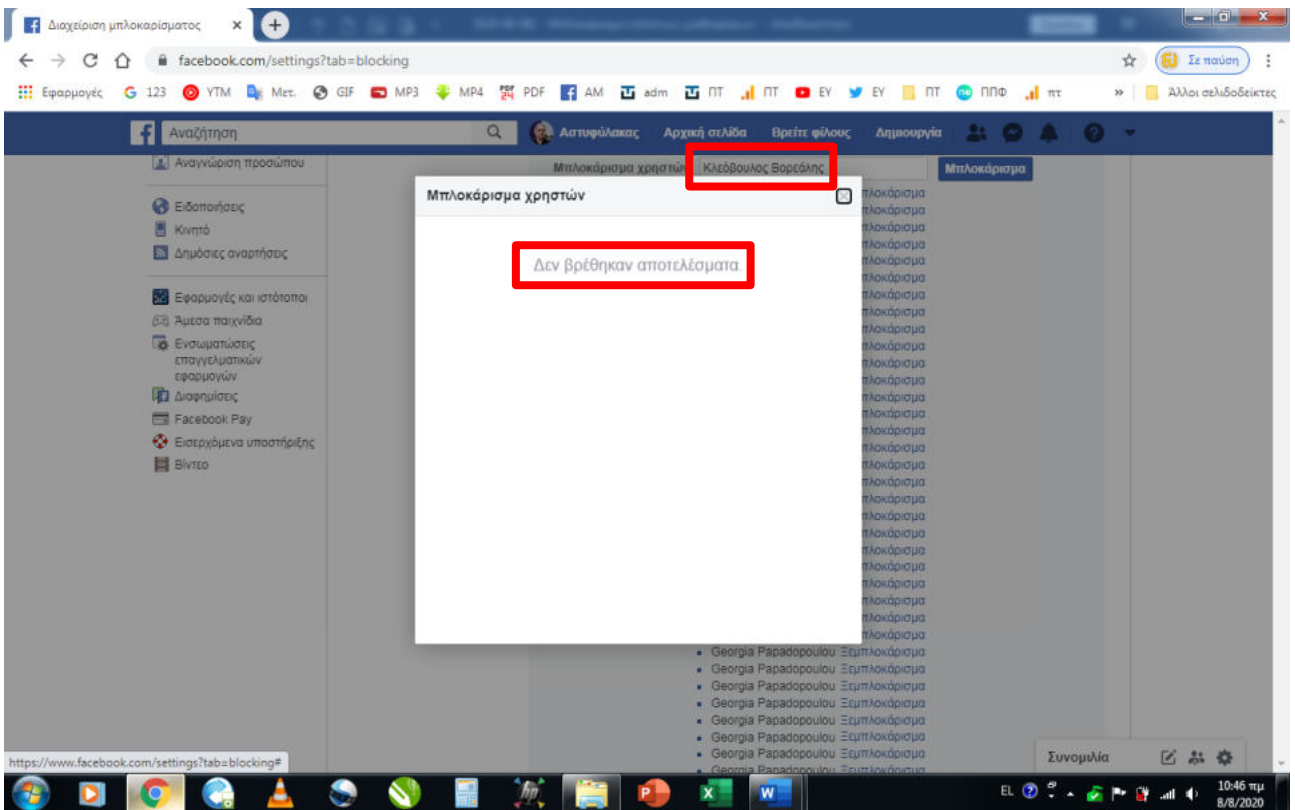 Διαχείριση μπλοκαρίσματος
facebook.com/settings?tab=blocking
Σε παύση
Εφαρμογές 123 YTM Μετ. GIF MP3 MP4 PDF AM adm ΠΤ ΠΤ ΕΥ ΕΥ ΠΤ ΠΠΦ πτ » Άλλοι σελιδοδείκτες
Αναζήτηση
Αστυφύλακας Αρχική σελίδα Βρείτε φίλους Δημιουργία
Αναγνώριση προσώπου
Ειδοποιήσεις
Κινητό
Δημόσιες αναρτήσεις
Εφαρμογές και ιστότοποι
Άμεσα παιχνίδια
Ενσωματώσεις
επαγγελματικών
εφαρμογών
Διαφημίσεις
Facebook Pay
Εισερχόμενα υποστήριξης
Βίντεο
Μπλοκάρισμα χρηστών Κλεόβουλος Βορεάλης Μπλοκάρισμα
Μπλοκάρισμα χρηστών
Δεν βρέθηκαν αποτελέσματα.
Georgia Papadopoulou Ξεμπλοκάρισμα
Georgia Papadopoulou Ξεμπλοκάρισμα
Georgia Papadopoulou Ξεμπλοκάρισμα
Georgia Papadopoulou Ξεμπλοκάρισμα
Georgia Papadopoulou Ξεμπλοκάρισμα
Georgia Papadopoulou Ξεμπλοκάρισμα
Georgia Papadopoulou Ξεμπλοκάρισμα
Georgia Papadopoulou Ξεμπλοκάρισμα
Συνομιλία
https://www.facebook.com/settings?tab=blocking#
EL
10:46 πμ
8/8/2020